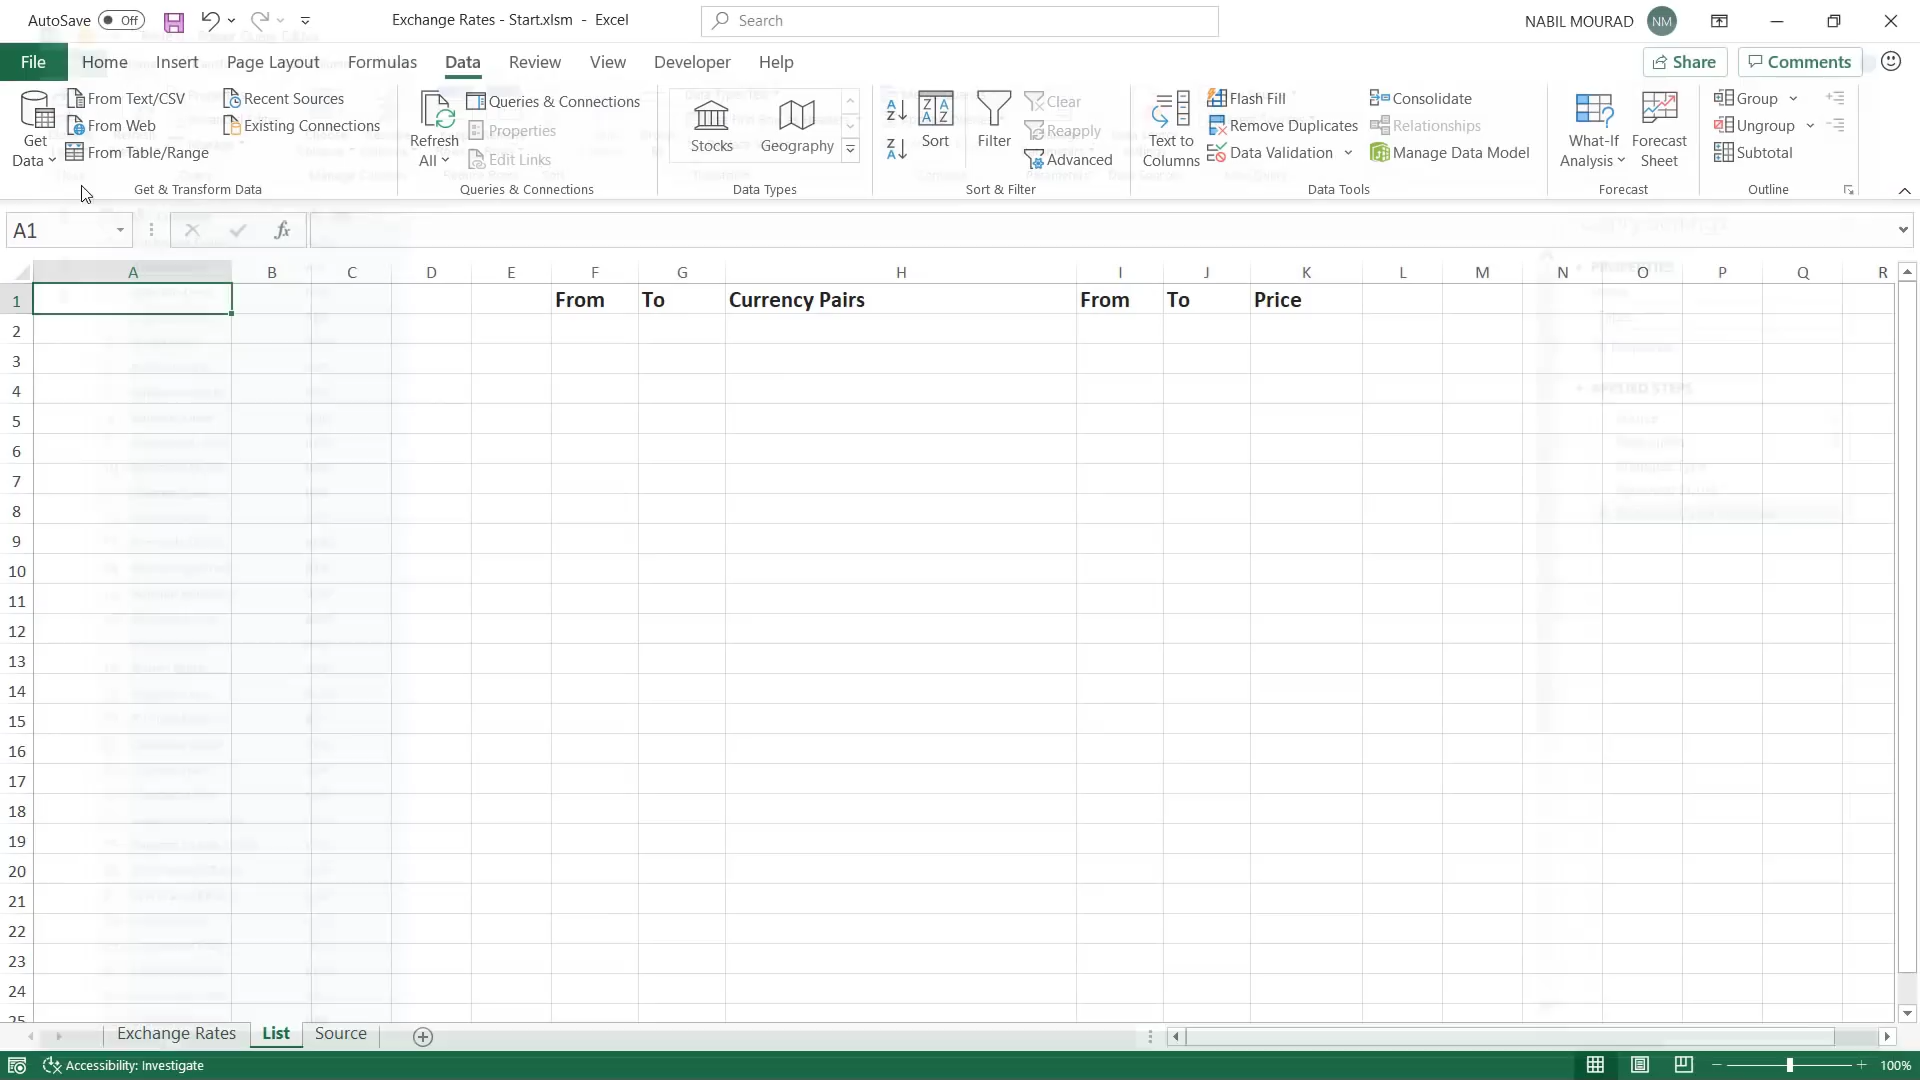 AutoSave Off Exchange Rates - Start.xlsm - Excel Search NABIL MOURAD NM
File Home Insert Page Layout Formulas Data Review View Developer Help Share Comments
Get Data
From Text/CSV
From Web
From Table/Range
Recent Sources
Existing Connections
Get & Transform Data
Refresh All
Queries & Connections
Properties
Edit Links
Queries & Connections
Stocks
Geography
Data Types
Sort
Filter
Clear
Reapply
Advanced
Sort & Filter
Text to Columns
Flash Fill
Remove Duplicates
Data Validation
Consolidate
Relationships
Manage Data Model
Data Tools
What-If Analysis
Forecast Sheet
Forecast
Group
Ungroup
Subtotal
Outline
A1 fx
A B C D E F G H I J K L M N O P Q R
1 From To Currency Pairs From To Price
2
3
4
5
6
7
8
9
10
11
12
13
14
15
16
17
18
19
20
21
22
23
24
25
Exchange Rates List Source
Accessibility: Investigate 100%